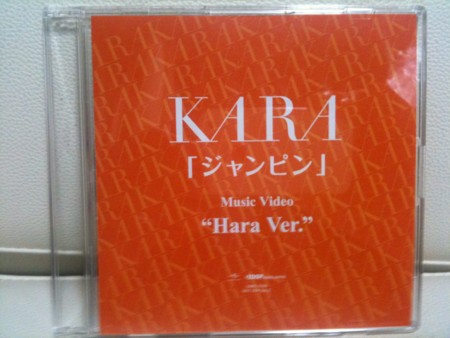 KARA
「ジャンピン」
Music Video
“Hara Ver.”